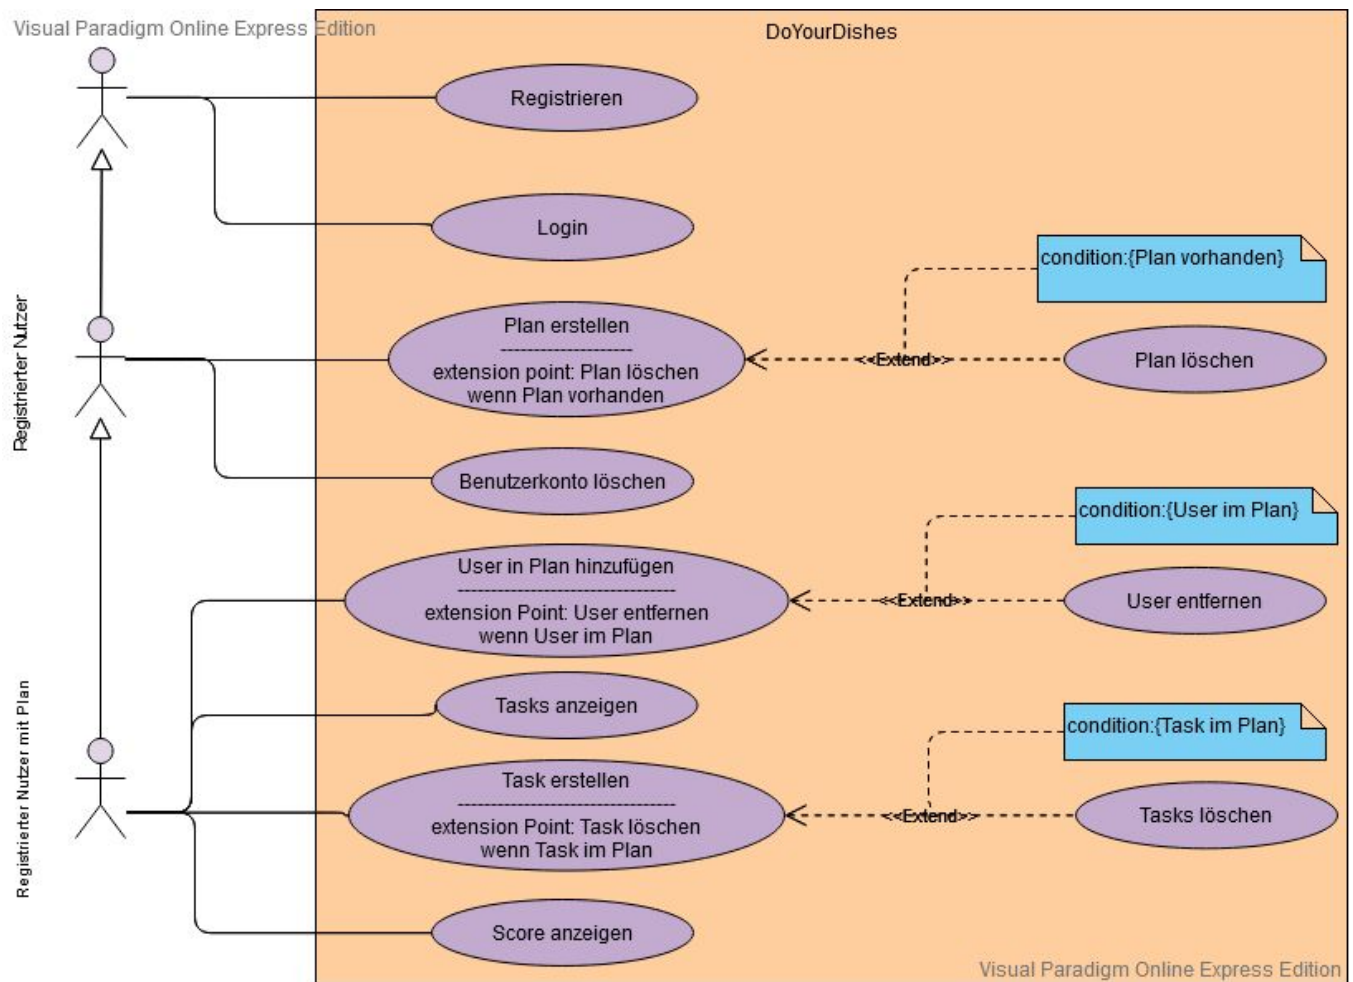 Visual Paradigm Online Express Edition
DoYourDishes
Registrieren
Login
condition:{Plan vorhanden}
Registrierter Nutzer
Plan erstellen
--------------------
extension point: Plan löschen
wenn Plan vorhanden
<<Extend>>
Plan löschen
Benutzerkonto löschen
condition:{User im Plan}
User in Plan hinzufügen
---------------------------------
extension Point: User entfernen
wenn User im Plan
<<Extend>>
User entfernen
Tasks anzeigen
condition:{Task im Plan}
Registrierter Nutzer mit Plan
Task erstellen
---------------------------------
extension Point: Task löschen
wenn Task im Plan
<<Extend>>
Tasks löschen
Score anzeigen
Visual Paradigm Online Express Edition